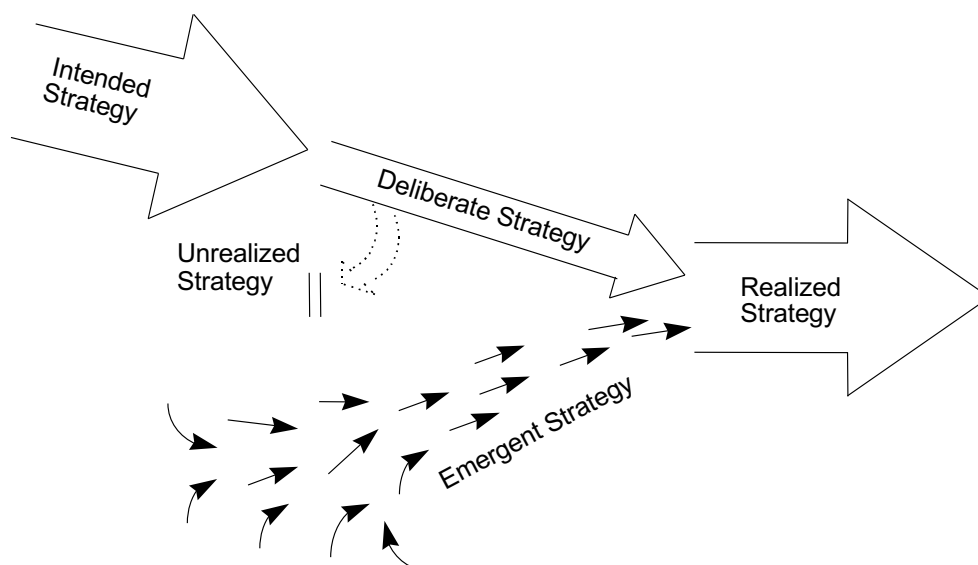 Intended
Strategy
Deliberate Strategy
Unrealized
Strategy
Realized
Strategy
Emergent Strategy